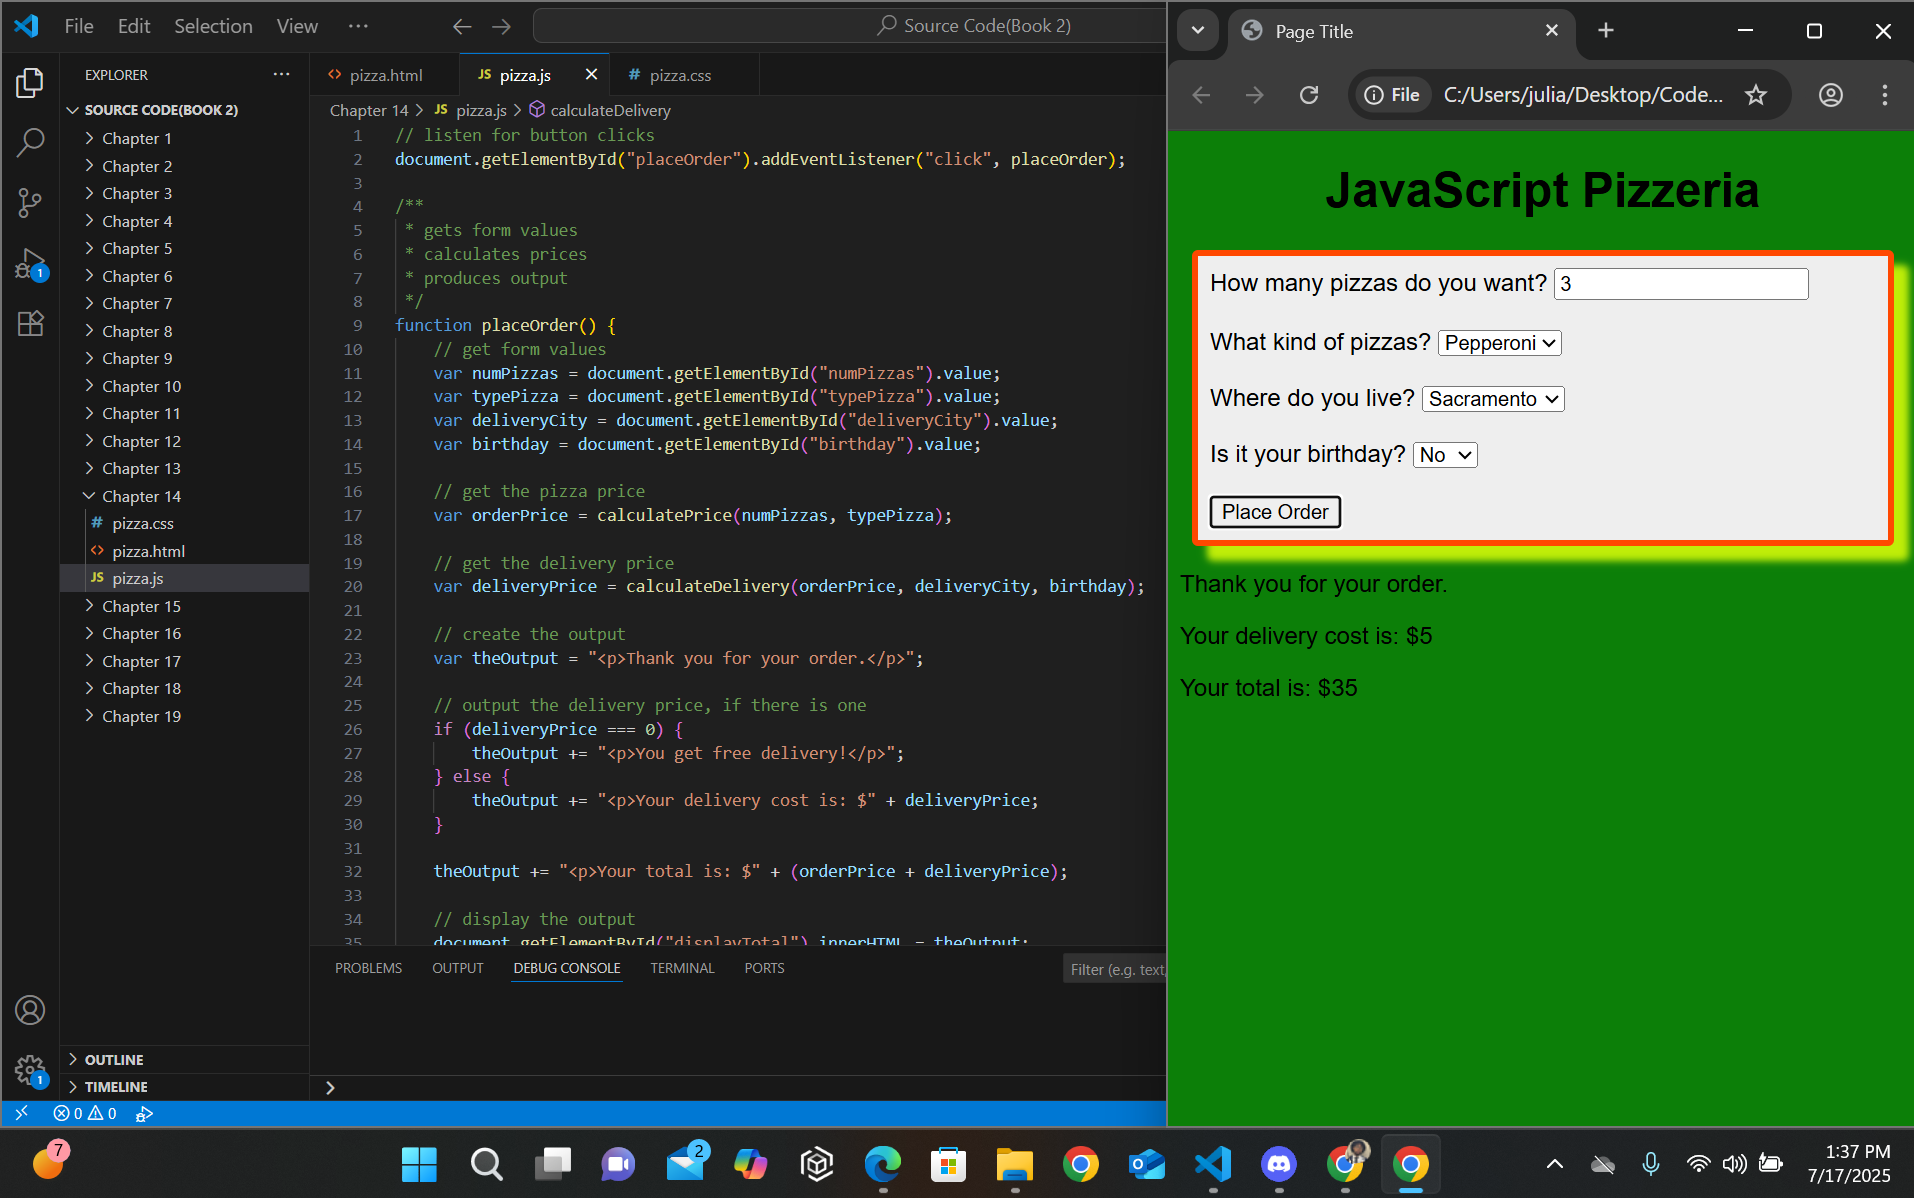 File Edit Selection View ··· Source Code(Book 2)
EXPLORER ···
SOURCE CODE(BOOK 2)
Chapter 1
Chapter 2
Chapter 3
Chapter 4
Chapter 5
Chapter 6
Chapter 7
Chapter 8
Chapter 9
Chapter 10
Chapter 11
Chapter 12
Chapter 13
Chapter 14
# pizza.css
<> pizza.html
JS pizza.js
Chapter 15
Chapter 16
Chapter 17
Chapter 18
Chapter 19
OUTLINE
TIMELINE
1
1
<> pizza.html JS pizza.js # pizza.css
Chapter 14 > JS pizza.js > calculateDelivery
1 // listen for button clicks
2 document.getElementById("placeOrder").addEventListener("click", placeOrder);
3
4 /**
5 * gets form values
6 * calculates prices
7 * produces output
8 */
9 function placeOrder() {
10 // get form values
11 var numPizzas = document.getElementById("numPizzas").value;
12 var typePizza = document.getElementById("typePizza").value;
13 var deliveryCity = document.getElementById("deliveryCity").value;
14 var birthday = document.getElementById("birthday").value;
15
16 // get the pizza price
17 var orderPrice = calculatePrice(numPizzas, typePizza);
18
19 // get the delivery price
20 var deliveryPrice = calculateDelivery(orderPrice, deliveryCity, birthday);
21
22 // create the output
23 var theOutput = "<p>Thank you for your order.</p>";
24
25 // output the delivery price, if there is one
26 if (deliveryPrice === 0) {
27 theOutput += "<p>You get free delivery!</p>";
28 } else {
29 theOutput += "<p>Your delivery cost is: $" + deliveryPrice;
30 }
31
32 theOutput += "<p>Your total is: $" + (orderPrice + deliveryPrice);
33
34 // display the output
35 document.getElementById("displayTotal").innerHTML = theOutput;
PROBLEMS OUTPUT DEBUG CONSOLE TERMINAL PORTS Filter (e.g. text,
0 0
Page Title
File C:/Users/julia/Desktop/Code...
JavaScript Pizzeria
How many pizzas do you want? 3
What kind of pizzas? Pepperoni
Where do you live? Sacramento
Is it your birthday? No
Place Order
Thank you for your order.
Your delivery cost is: $5
Your total is: $35
7
2
1:37 PM
7/17/2025